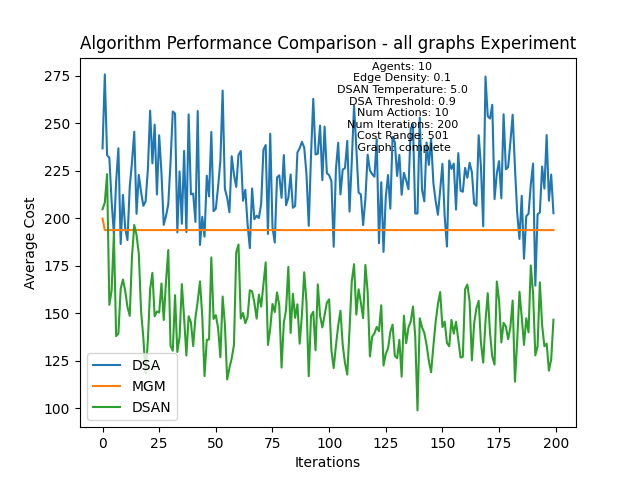 Algorithm Performance Comparison - all graphs Experiment
Agents: 10
Edge Density: 0.1
DSAN Temperature: 5.0
DSA Threshold: 0.9
Num Actions: 10
Num Iterations: 200
Cost Range: 501
Graph: complete
Average Cost
275
250
225
200
175
150
125
100
DSA
MGM
DSAN
0
25
50
75
100
125
150
175
200
Iterations